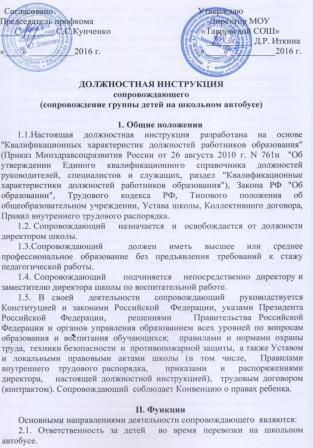 Согласовано
Утверждаю
Председатель профкома
Директор МОУ
С.С.Купченко
«Гавровской СОШ»
Д.Р. Иткина
2016 г.
2016 г.
ДОЛЖНОСТНАЯ ИНСТРУКЦИЯ
сопровождающего
(сопровождение группы детей на школьном автобусе)
1. Общие положения
1.1.Настоящая должностная инструкция разработана на основе
"Квалификационных характеристик должностей работников образования"
(Приказ Минздравсоцразвития России от 26 августа 2010 г. N 761н "Об
утверждении Единого квалификационного справочника должностей
руководителей, специалистов и служащих, раздел "Квалификационные
характеристики должностей работников образования"), Закона РФ "Об
образовании", Трудового кодекса РФ, Типового положения об
общеобразовательном учреждении, Устава школы, Коллективного договора,
Правил внутреннего трудового распорядка.
1.2. Сопровождающий назначается и освобождается от должности
директором школы.
1.3.Сопровождающий должен иметь высшее или среднее
профессиональное образование без предъявления требований к стажу
педагогической работы.
1.4. Сопровождающий подчиняется непосредственно директору и
заместителю директора школы по воспитательной работе.
1.5. В своей деятельности сопровождающий руководствуется
Конституцией и законами Российской Федерации, указами Президента
Российской Федерации, решениями Правительства Российской
Федерации и органов управления образованием всех уровней по вопросам
образования и воспитания обучающихся; правилами и нормами охраны
труда, техники безопасности и противопожарной защиты, а также Уставом
и локальными правовыми актами школы (в том числе, Правилами
внутреннего трудового распорядка, приказами и распоряжениями
директора, настоящей должностной инструкцией), трудовым договором
(контрактом). Сопровождающий соблюдает Конвенцию о правах ребенка.
II. Функции
Основными направлениями деятельности сопровождающего являются:
2.1. Ответственность за детей во время перевозки на школьном
автобусе.